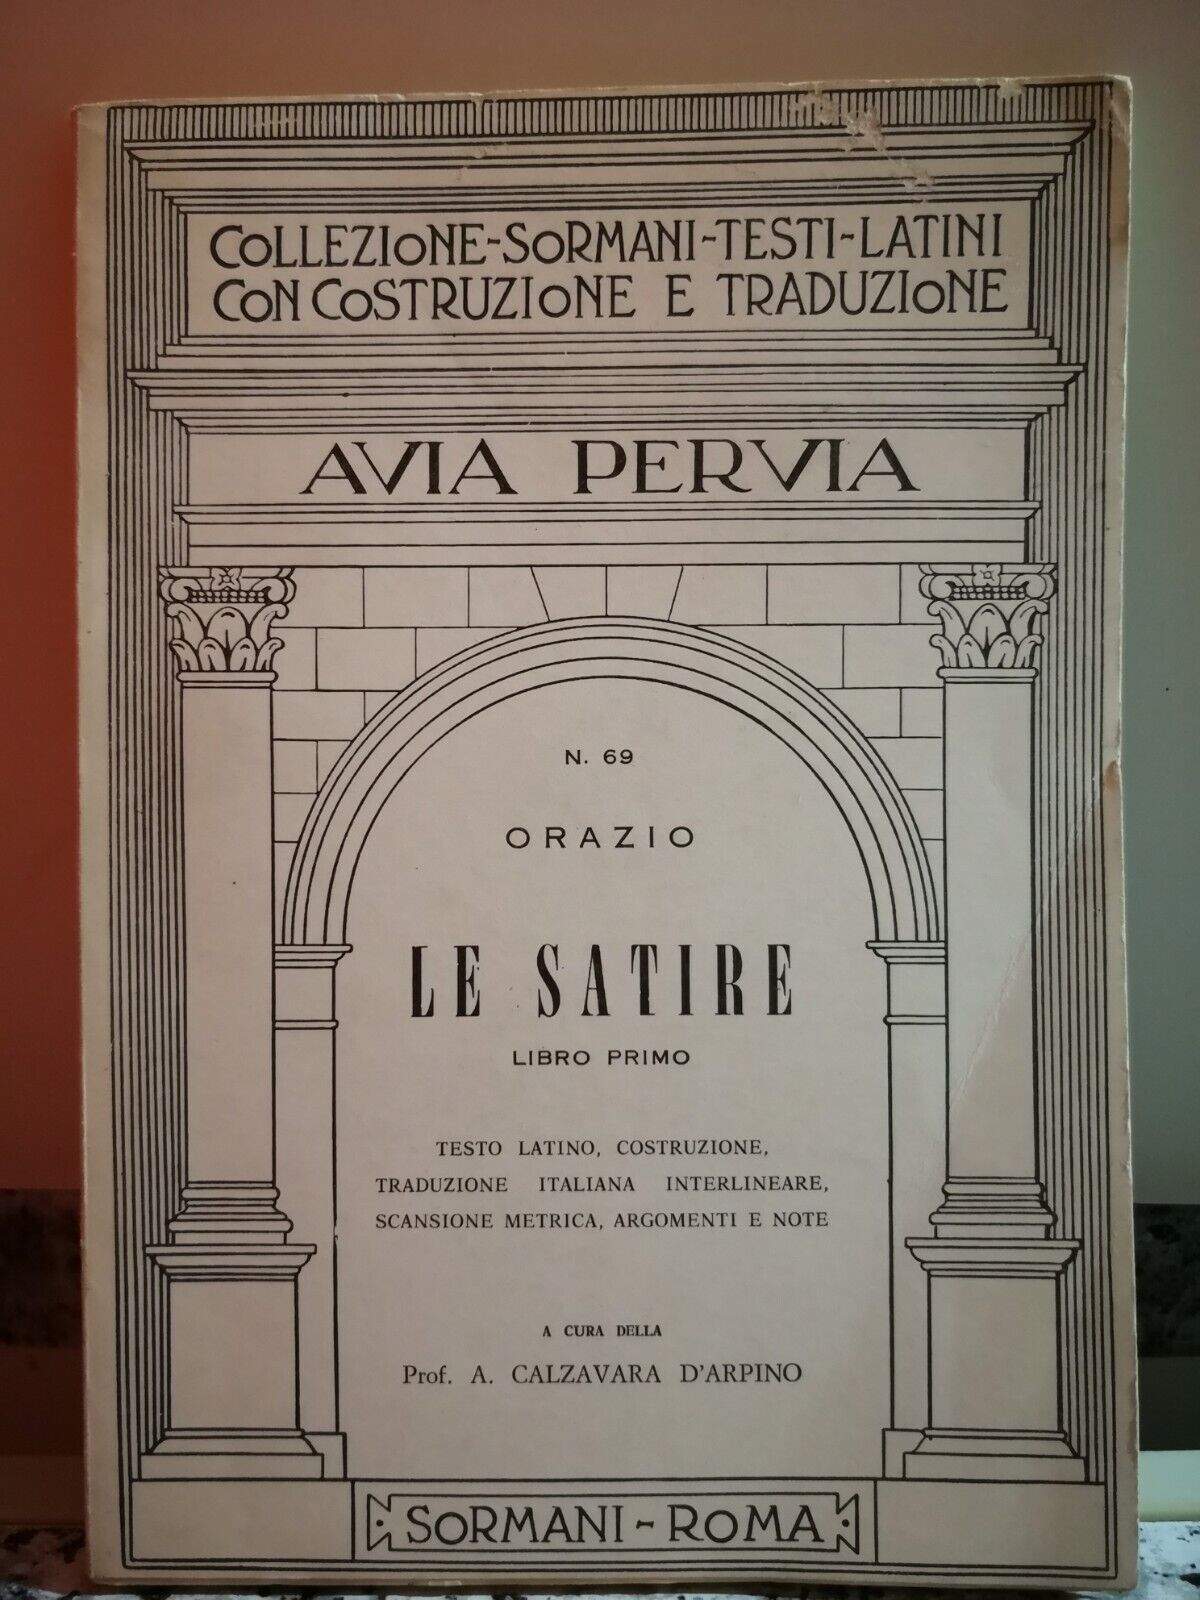 COLLEZIONE-SORMANI-TESTI-LATINI
CON COSTRUZIONE E TRADUZIONE
AVIA PERVIA
N. 69
ORAZIO
LE SATIRE
LIBRO PRIMO
TESTO LATINO, COSTRUZIONE,
TRADUZIONE ITALIANA INTERLINEARE,
SCANSIONE METRICA, ARGOMENTI E NOTE
A CURA DELLA
Prof. A. CALZAVARA D'ARPINO
SORMANI-ROMA